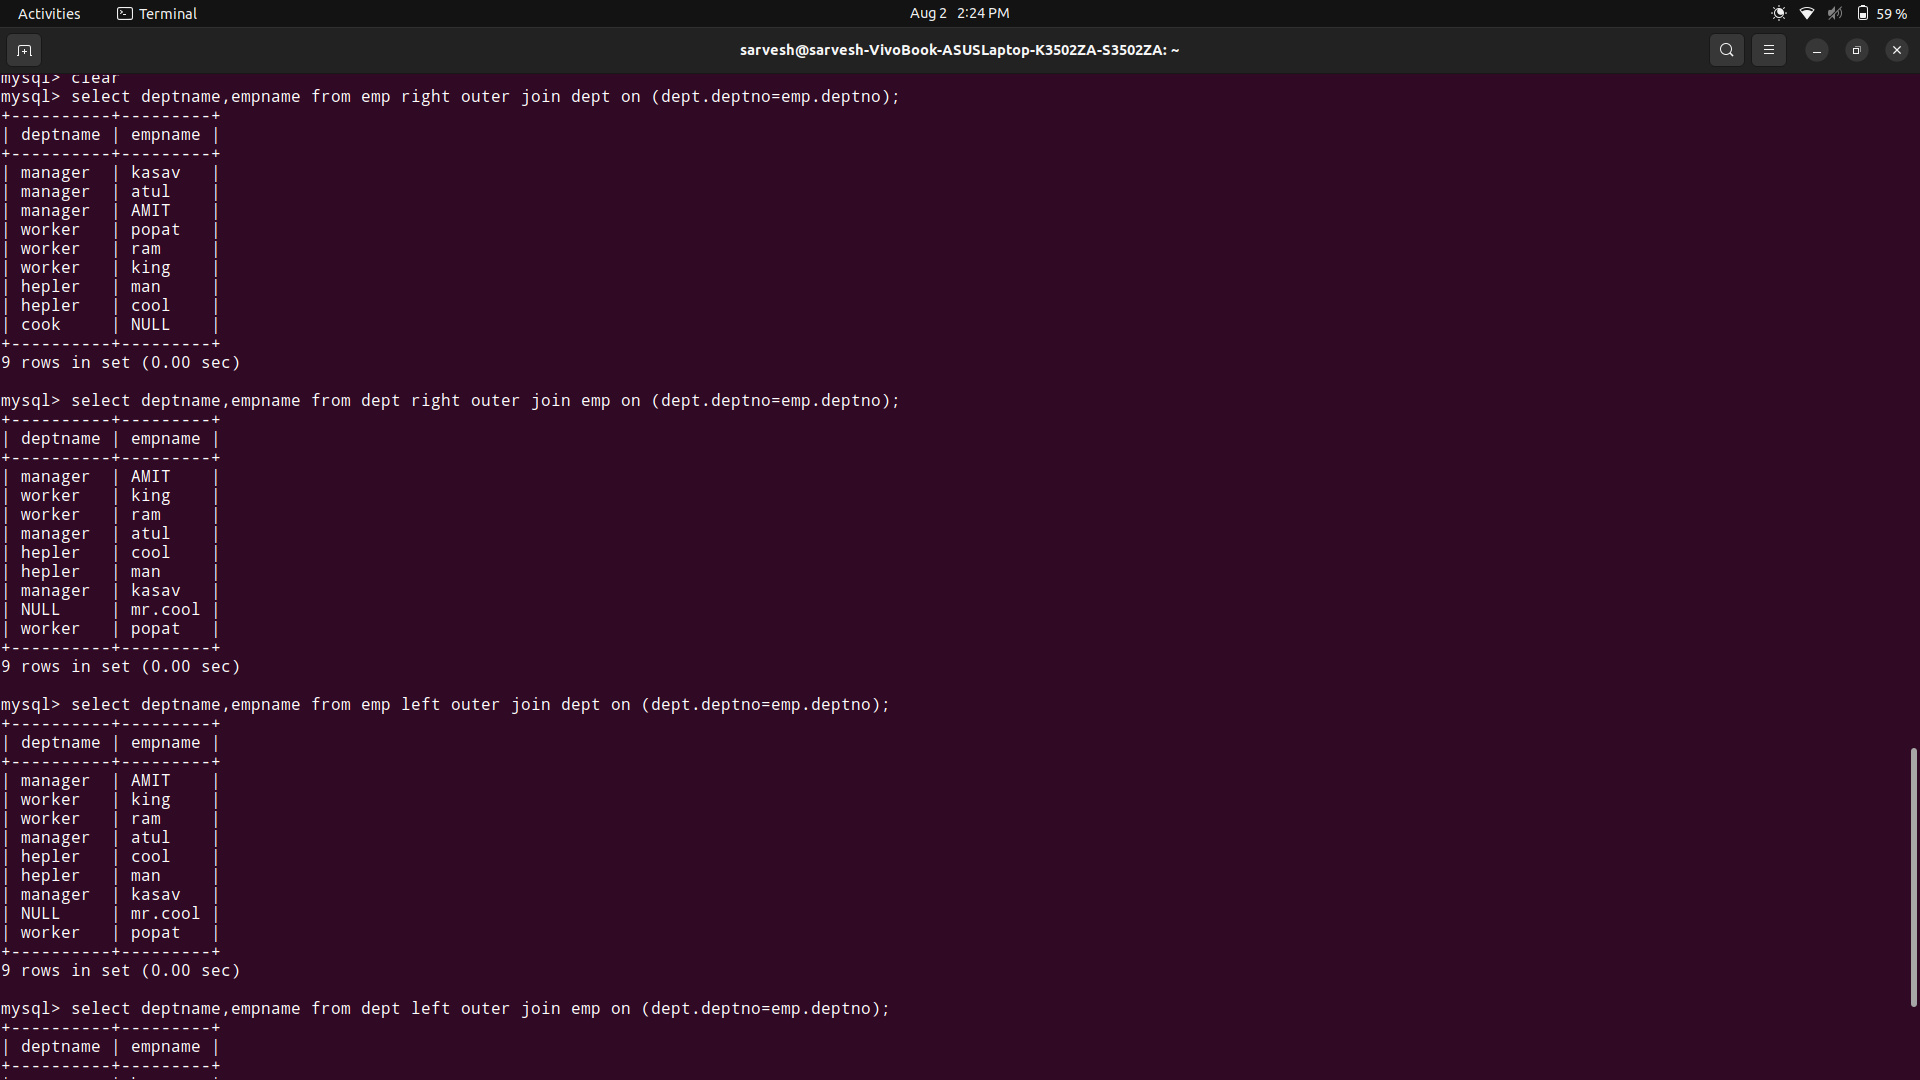 Activities Terminal Aug 2 2:24 PM 59 %
sarvesh@sarvesh-VivoBook-ASUSLaptop-K3502ZA-S3502ZA: ~
mysql> clear
mysql> select deptname,empname from emp right outer join dept on (dept.deptno=emp.deptno);
+----------+---------+
| deptname | empname |
+----------+---------+
| manager  | kasav   |
| manager  | atul    |
| manager  | AMIT    |
| worker   | popat   |
| worker   | ram     |
| worker   | king    |
| hepler   | man     |
| hepler   | cool    |
| cook     | NULL    |
+----------+---------+
9 rows in set (0.00 sec)
mysql> select deptname,empname from dept right outer join emp on (dept.deptno=emp.deptno);
+----------+---------+
| deptname | empname |
+----------+---------+
| manager  | AMIT    |
| worker   | king    |
| worker   | ram     |
| manager  | atul    |
| hepler   | cool    |
| hepler   | man     |
| manager  | kasav   |
| NULL     | mr.cool |
| worker   | popat   |
+----------+---------+
9 rows in set (0.00 sec)
mysql> select deptname,empname from emp left outer join dept on (dept.deptno=emp.deptno);
+----------+---------+
| deptname | empname |
+----------+---------+
| manager  | AMIT    |
| worker   | king    |
| worker   | ram     |
| manager  | atul    |
| hepler   | cool    |
| hepler   | man     |
| manager  | kasav   |
| NULL     | mr.cool |
| worker   | popat   |
+----------+---------+
9 rows in set (0.00 sec)
mysql> select deptname,empname from dept left outer join emp on (dept.deptno=emp.deptno);
+----------+---------+
| deptname | empname |
+----------+---------+